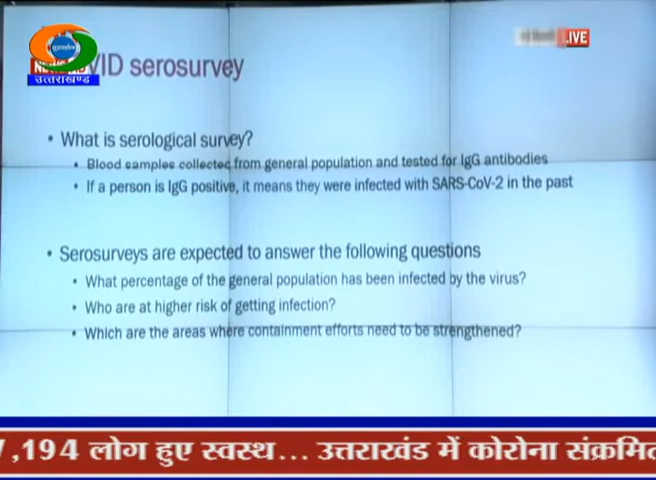 VID serosurvey
LIVE
उत्तराखण्ड
• What is serological survey?
• Blood samples collected from general population and tested for IgG antibodies
• If a person is IgG positive, it means they were infected with SARS-CoV-2 in the past
• Serosurveys are expected to answer the following questions
• What percentage of the general population has been infected by the virus?
• Who are at higher risk of getting infection?
• Which are the areas where containment efforts need to be strengthened?
7,194 लोग हुए स्वस्थ... उत्तराखंड में कोरोना संक्रमित